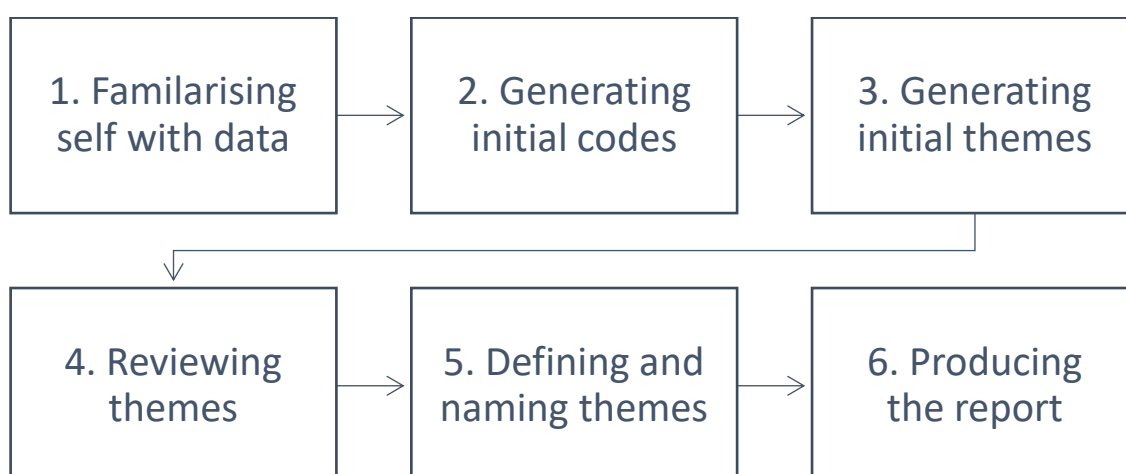 1. Familarising
self with data
2. Generating
initial codes
3. Generating
initial themes
4. Reviewing
themes
5. Defining and
naming themes
6. Producing
the report